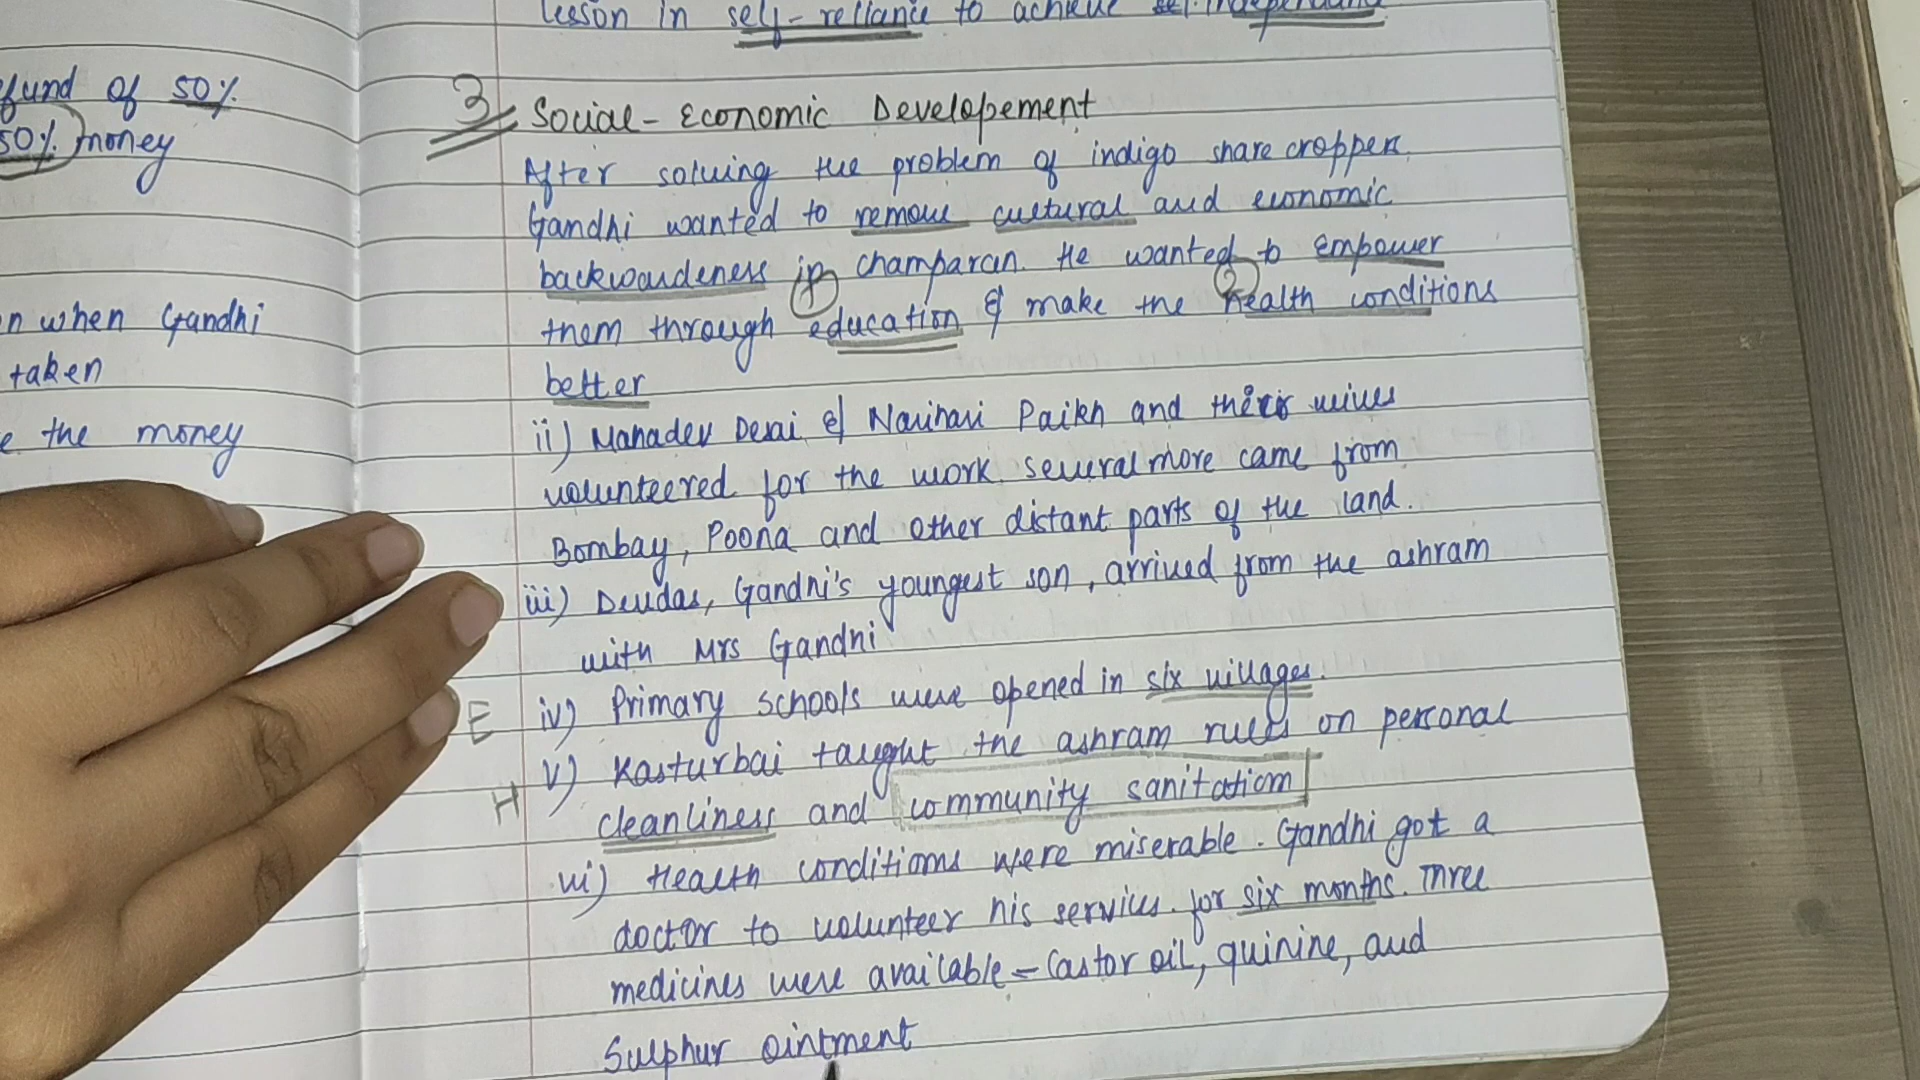 lesson in self-reliance to achieve
fund of 50%
50% money
n when Gandhi
taken
e the money
3 Social - Economic Developement
After solving the problem of indigo sharecroppers
Gandhi wanted to remove cultural and economic
backwardeness in champaran. He wanted to empower
1 2
them through education & make the health conditions
better
ii) Mahadev Desai & Narihari Paikh and their wives
volunteered for the work. several more came from
Bombay, Poona and other distant parts of the land.
iii) Devdas, Gandhi's youngest son, arrived from the ashram
with Mrs Gandhi
E iv) Primary schools were opened in six villages.
v) Kasturbai taught the ashram rules on personal
H cleanliness and community sanitation
vi) Health conditions were miserable. Gandhi got a
doctor to volunteer his services for six months. Three
medicines were available - Castor oil, quinine, and
Sulphur ointment